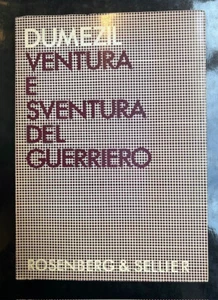 DUMEZIL
VENTURA
E
SVENTURA
DEL
GUERRIERO
ROSENBERG & SELLIER